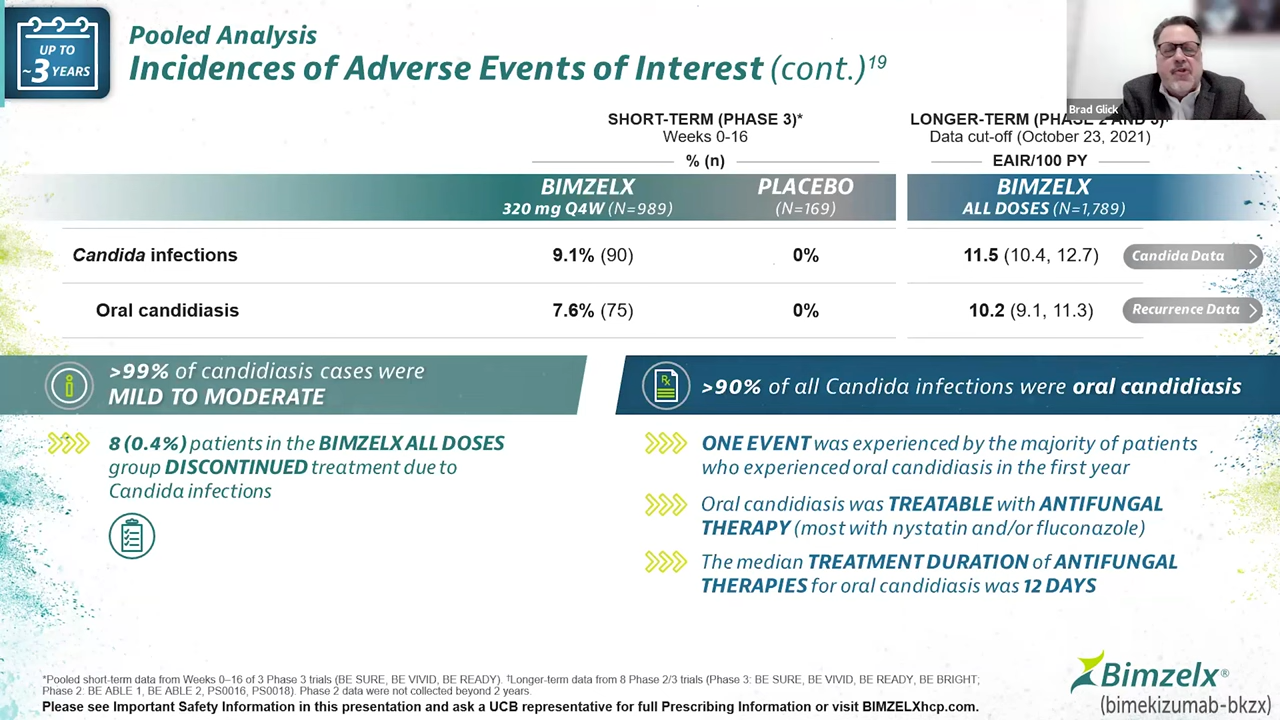 UP TO
~3 YEARS
Pooled Analysis
Incidences of Adverse Events of Interest (cont.)19
Brad Glick
SHORT-TERM (PHASE 3)*
Weeks 0-16
% (n)
LONGER-TERM (PHASE 2 AND 3)†
Data cut-off (October 23, 2021)
EAIR/100 PY
BIMZELX
320 mg Q4W (N=989)
PLACEBO
(N=169)
BIMZELX
ALL DOSES (N=1,789)
Candida infections 9.1% (90) 0% 11.5 (10.4, 12.7) Candida Data
Oral candidiasis 7.6% (75) 0% 10.2 (9.1, 11.3) Recurrence Data
>99% of candidiasis cases were
MILD TO MODERATE
8 (0.4%) patients in the BIMZELX ALL DOSES
group DISCONTINUED treatment due to
Candida infections
>90% of all Candida infections were oral candidiasis
ONE EVENT was experienced by the majority of patients
who experienced oral candidiasis in the first year
Oral candidiasis was TREATABLE with ANTIFUNGAL
THERAPY (most with nystatin and/or fluconazole)
The median TREATMENT DURATION of ANTIFUNGAL
THERAPIES for oral candidiasis was 12 DAYS
*Pooled short-term data from Weeks 0–16 of 3 Phase 3 trials (BE SURE, BE VIVID, BE READY). †Longer-term data from 8 Phase 2/3 trials (Phase 3: BE SURE, BE VIVID, BE READY, BE BRIGHT;
Phase 2: BE ABLE 1, BE ABLE 2, PS0016, PS0018). Phase 2 data were not collected beyond 2 years.
Please see Important Safety Information in this presentation and ask a UCB representative for full Prescribing Information or visit BIMZELXhcp.com.
Bimzelx®
(bimekizumab-bkzx)